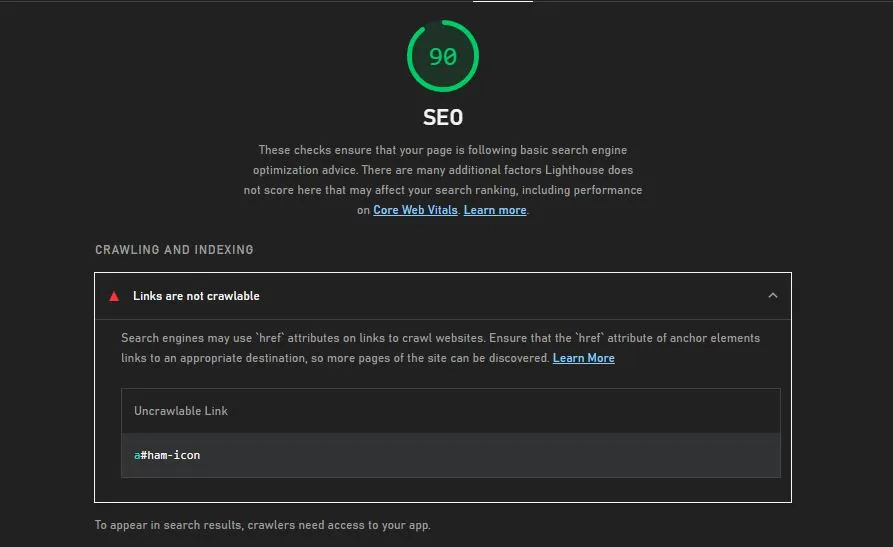 90
SEO
These checks ensure that your page is following basic search engine
optimization advice. There are many additional factors Lighthouse does
not score here that may affect your search ranking, including performance
on Core Web Vitals. Learn more.
CRAWLING AND INDEXING
Links are not crawlable
Search engines may use `href` attributes on links to crawl websites. Ensure that the `href` attribute of anchor elements
links to an appropriate destination, so more pages of the site can be discovered. Learn More
Uncrawlable Link
a#ham-icon
To appear in search results, crawlers need access to your app.